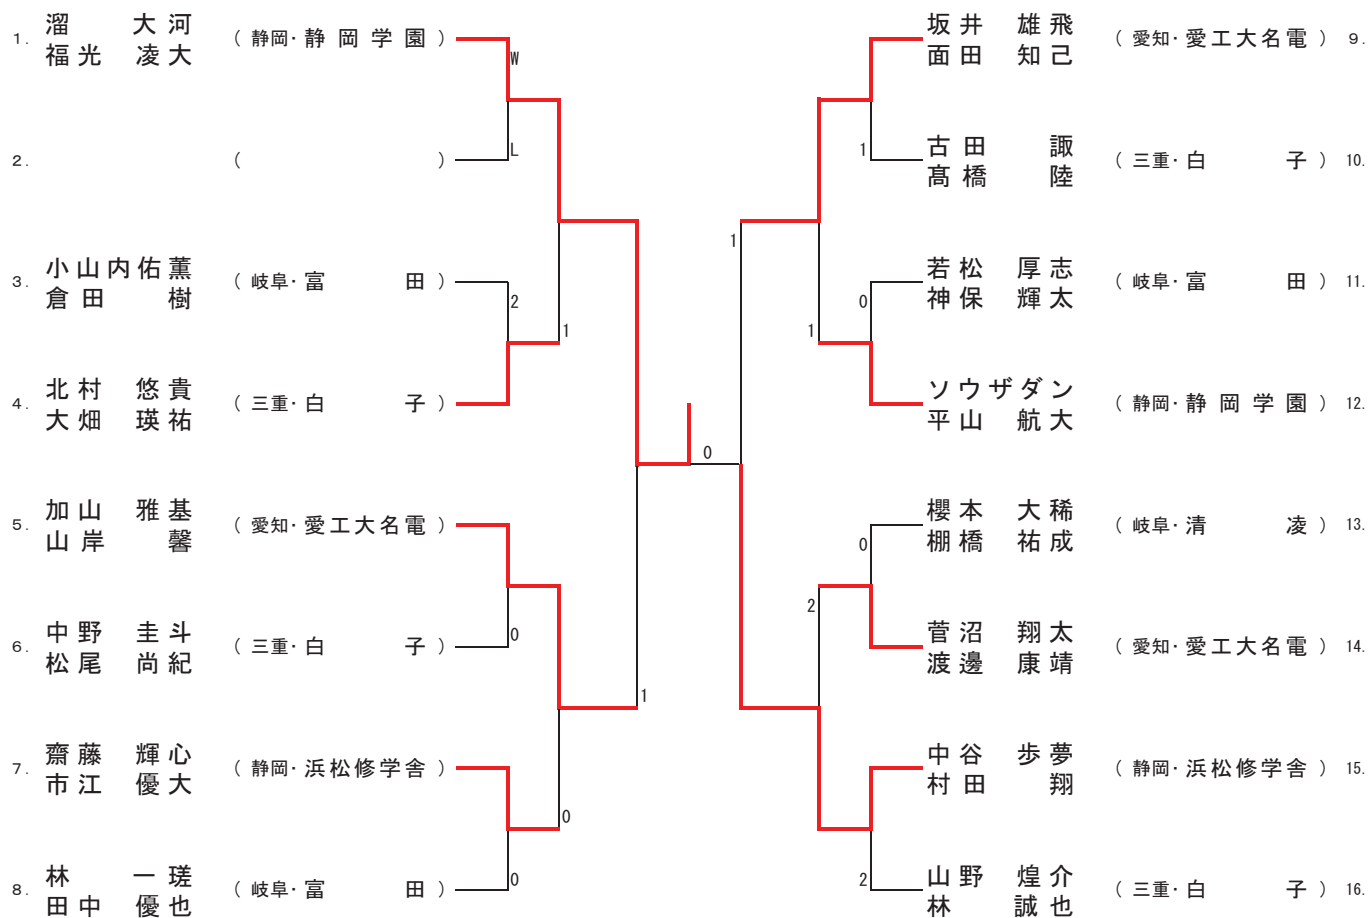 1. 溜 大河 福光 凌大 (静岡・静岡学園)
W
2. ( )
L
3. 小山内佑薫 倉田 樹 (岐阜・富田)
2
1
4. 北村 悠貴 大畑 瑛祐 (三重・白子)
5. 加山 雅基 山岸 馨 (愛知・愛工大名電)
6. 中野 圭斗 松尾 尚紀 (三重・白子)
0
1
7. 齋藤 輝心 市江 優大 (静岡・浜松修学舎)
0
8. 林 一瑳 田中 優也 (岐阜・富田)
0
0
坂井 雄飛 面田 知己 (愛知・愛工大名電) 9.
1
古田 諏 髙橋 陸 (三重・白子) 10.
1
若松 厚志 神保 輝太 (岐阜・富田) 11.
0
1
ソウザダン 平山 航大 (静岡・静岡学園) 12.
櫻本 大稀 棚橋 祐成 (岐阜・清凌) 13.
0
2
菅沼 翔太 渡邊 康靖 (愛知・愛工大名電) 14.
中谷 歩夢 村田 翔 (静岡・浜松修学舎) 15.
2
山野 煌介 林 誠也 (三重・白子) 16.